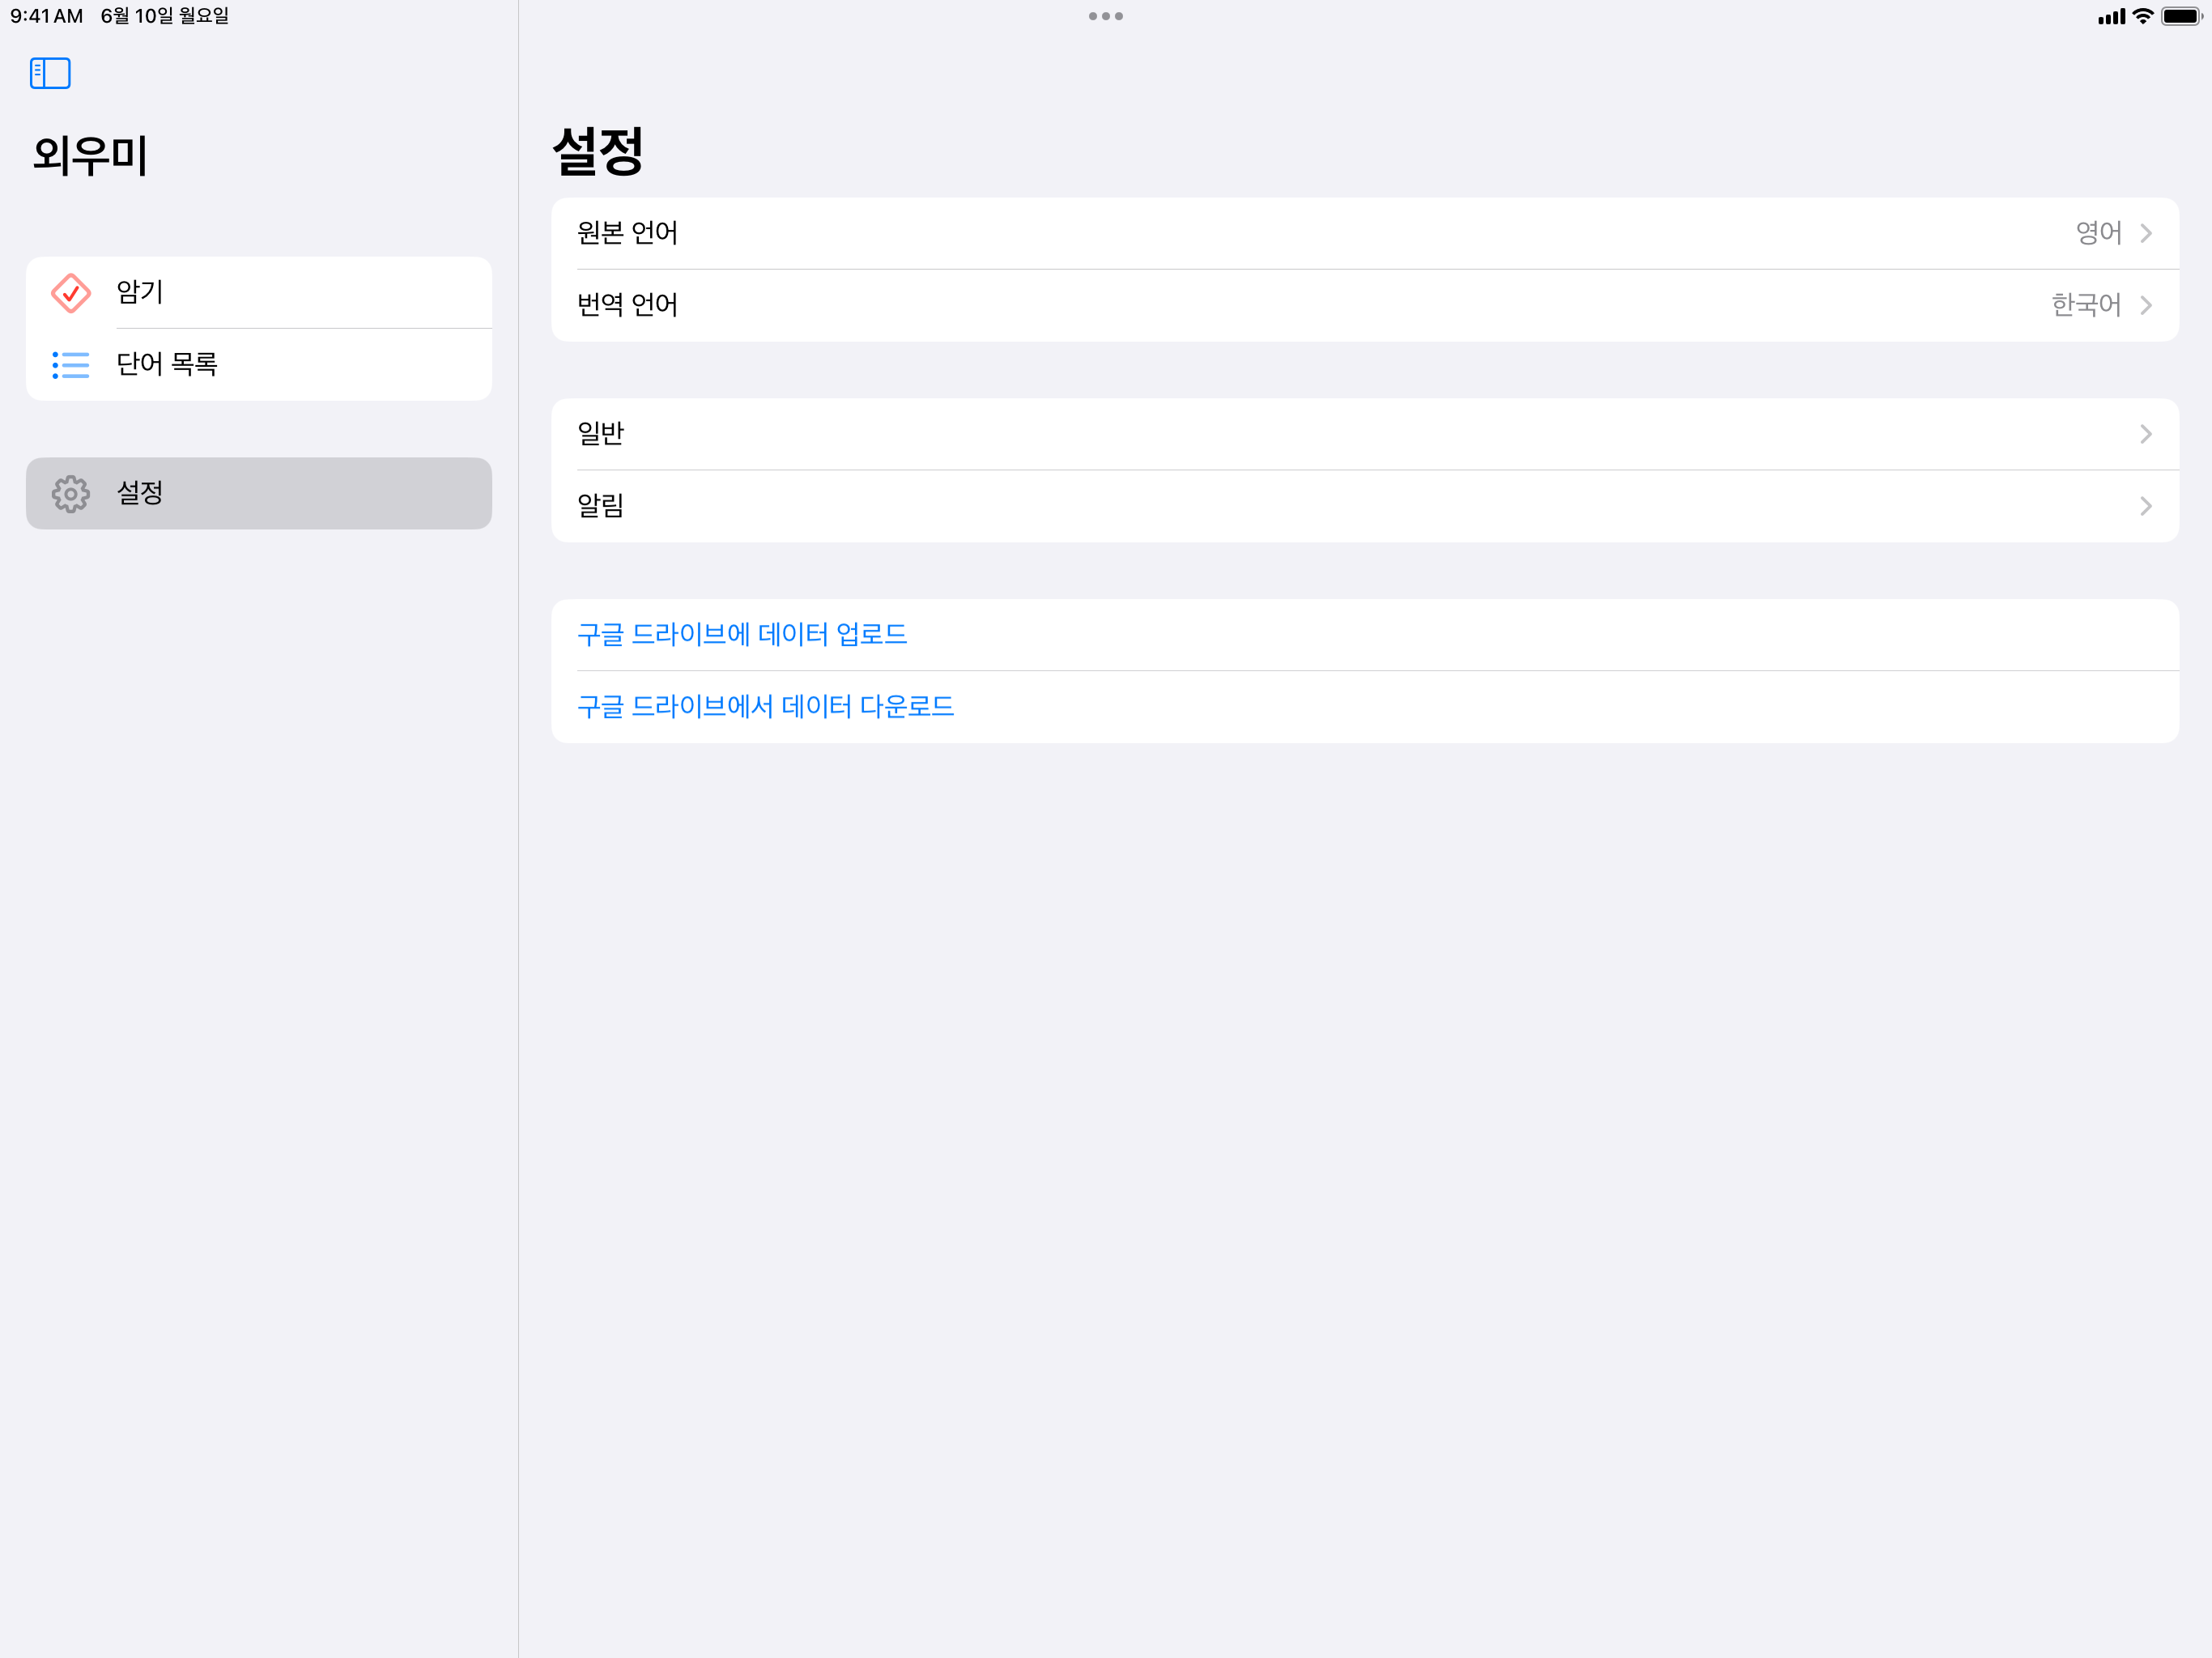 9:41 AM 6월 10일 월요일
외우미
암기
단어 목록
설정
설정
원본 언어 영어
번역 언어 한국어
일반
알림
구글 드라이브에 데이터 업로드
구글 드라이브에서 데이터 다운로드